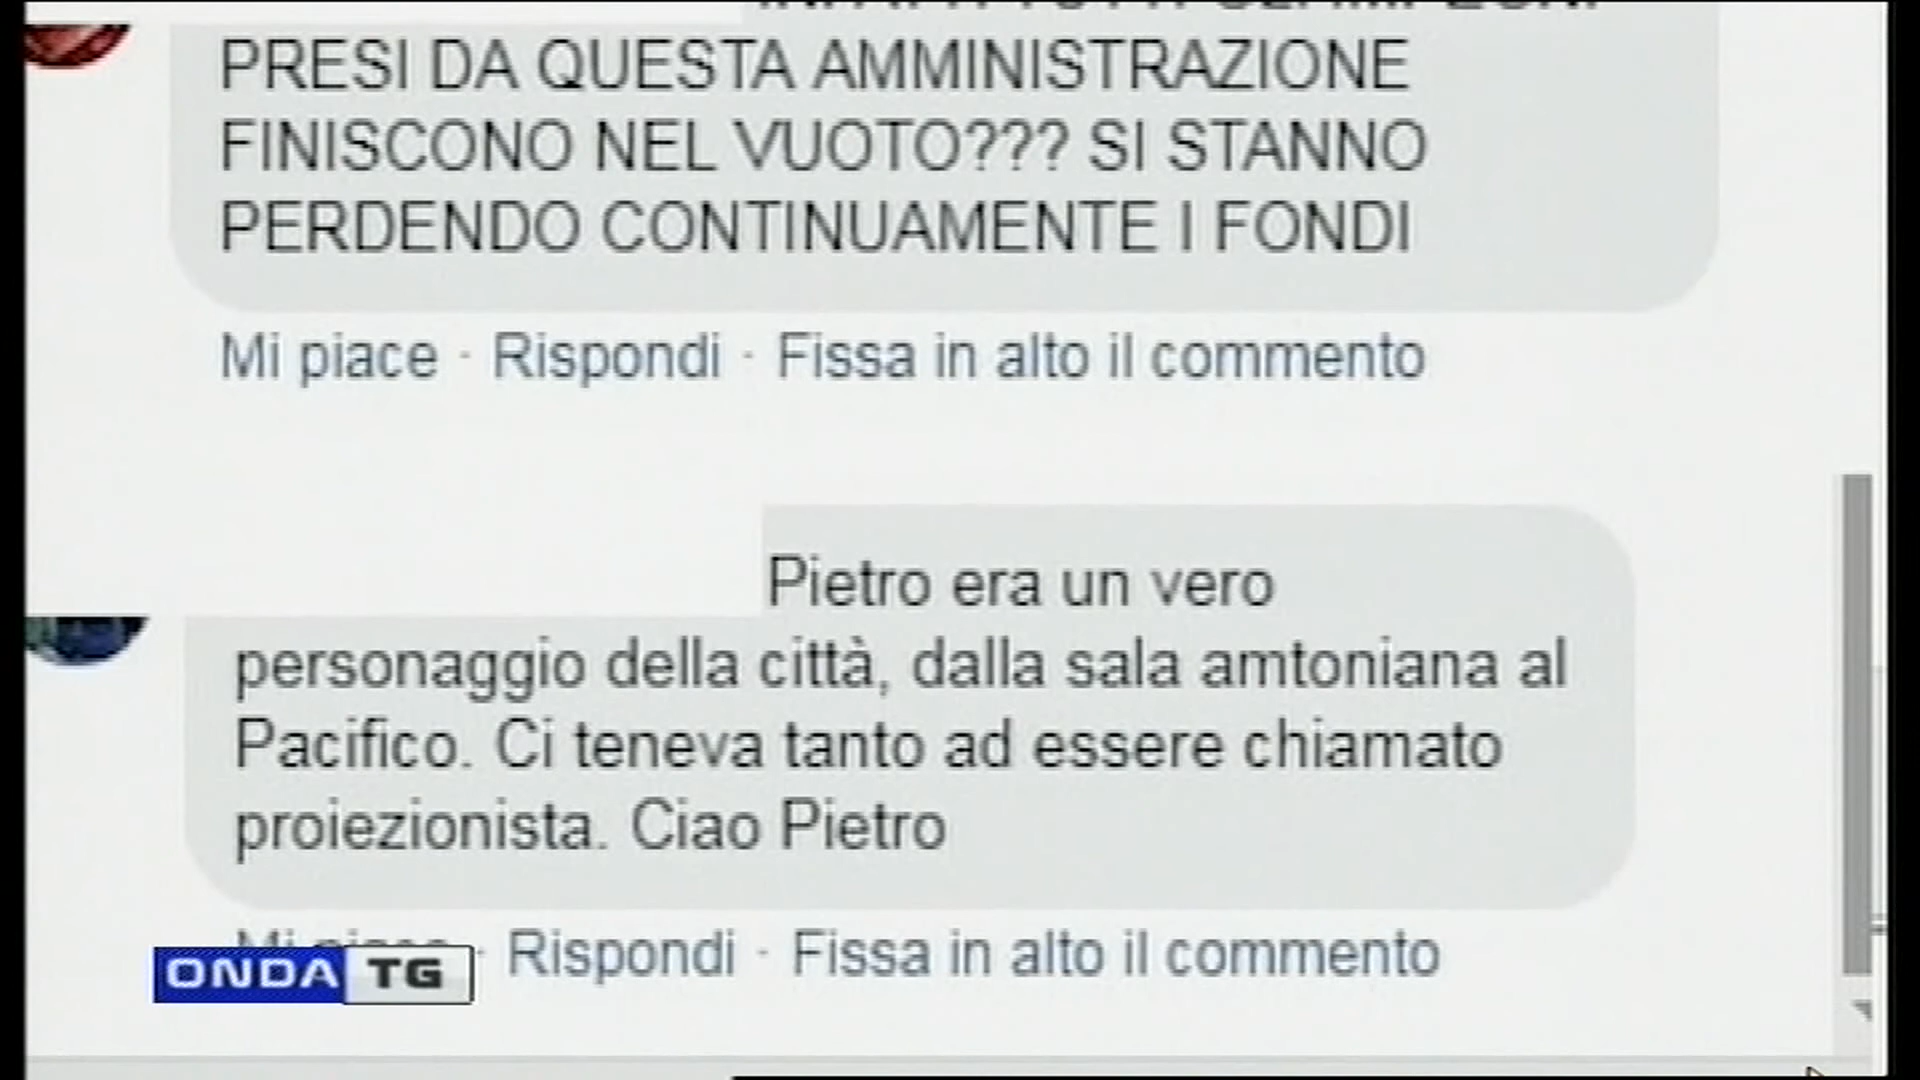 PRESI DA QUESTA AMMINISTRAZIONE
FINISCONO NEL VUOTO??? SI STANNO
PERDENDO CONTINUAMENTE I FONDI
Mi piace · Rispondi · Fissa in alto il commento
Pietro era un vero
personaggio della città, dalla sala amtoniana al
Pacifico. Ci teneva tanto ad essere chiamato
proiezionista. Ciao Pietro
Mi piace · Rispondi · Fissa in alto il commento
ONDA TG